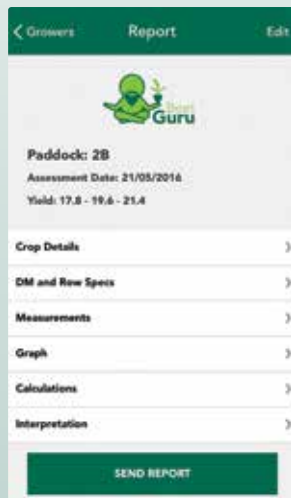 Growers
Report
Edit
Beet
Guru
Paddock: 2B
Assessment Date: 21/05/2016
Yield: 17.8 - 19.6 - 21.4
Crop Details
DM and Row Specs
Measurements
Graph
Calculations
Interpretation
SEND REPORT